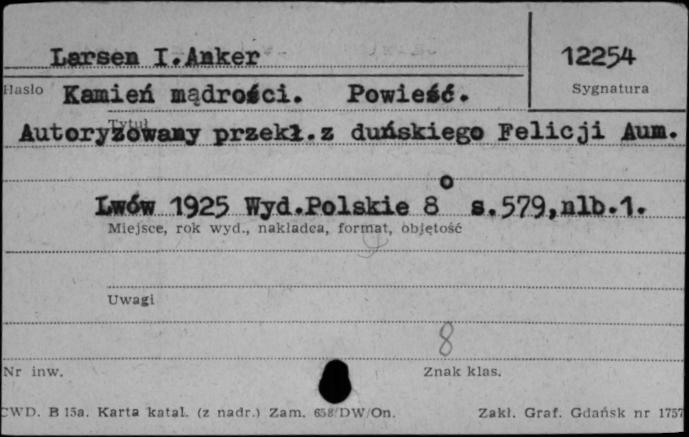 Larsen I.Anker
12254
Hasło
Sygnatura
Kamień mądrości. Powieść.
Tytuł
Autoryzowany przekł.z duńskiego Felicji Aum.
Lwów 1925 Wyd.Polskie 8° s.579,nlb.1.
Miejsce, rok wyd., nakładca, format, objętość
Uwagi
8
Nr inw.
Znak klas.
CWD. B 15a. Karta katal. (z nadr.) Zam. 658/DW/On.
Zakł. Graf. Gdańsk nr 1757